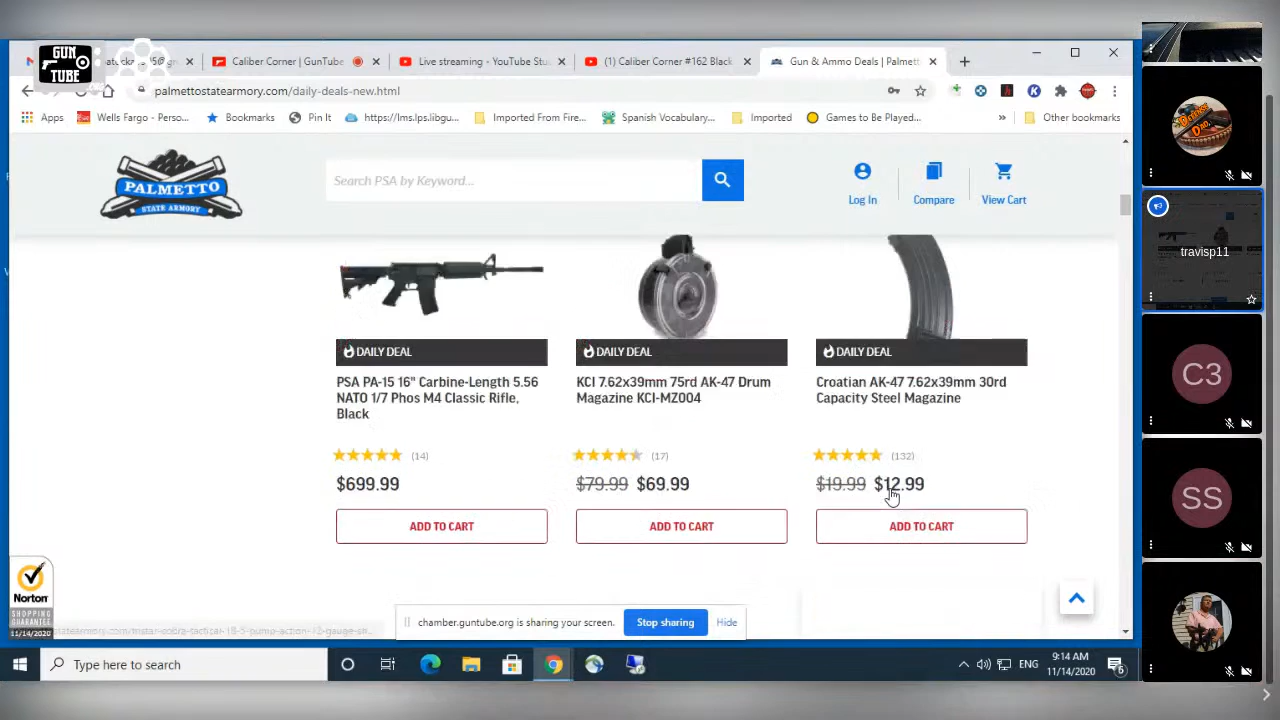 GUN
TUBE
Caliber Corner | GunTube
Live streaming - YouTube Stu
(1) Caliber Corner #162 Black
Gun & Ammo Deals | Palmett
palmettostatearmory.com/daily-deals-new.html
Apps
Wells Fargo - Perso...
Bookmarks
Pin It
https://lms.lps.libgu...
Imported From Fire...
Spanish Vocabulary...
Imported
Games to Be Played...
»
Other bookmarks
PALMETTO
STATE ARMORY
Search PSA by Keyword...
Log In
Compare
View Cart
travisp11
DAILY DEAL
DAILY DEAL
DAILY DEAL
PSA PA-15 16" Carbine-Length 5.56
NATO 1/7 Phos M4 Classic Rifle,
Black
KCI 7.62x39mm 75rd AK-47 Drum
Magazine KCI-MZ004
Croatian AK-47 7.62x39mm 30rd
Capacity Steel Magazine
(14)
(17)
(132)
$699.99
$79.99 $69.99
$19.99 $12.99
ADD TO CART
ADD TO CART
ADD TO CART
C3
SS
Norton
SHOPPING
GUARANTEE
11/14/2020
chamber.guntube.org is sharing your screen.
Stop sharing
Hide
Type here to search
ENG
9:14 AM
11/14/2020
6